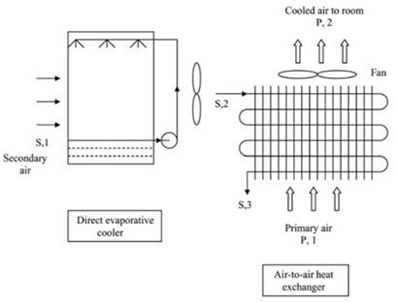 Cooled air to room
P, 2
Fan
S,2
S,1
Secondary
air
S,3
Primary air
P, 1
Direct evaporative
cooler
Air-to-air heat
exchanger